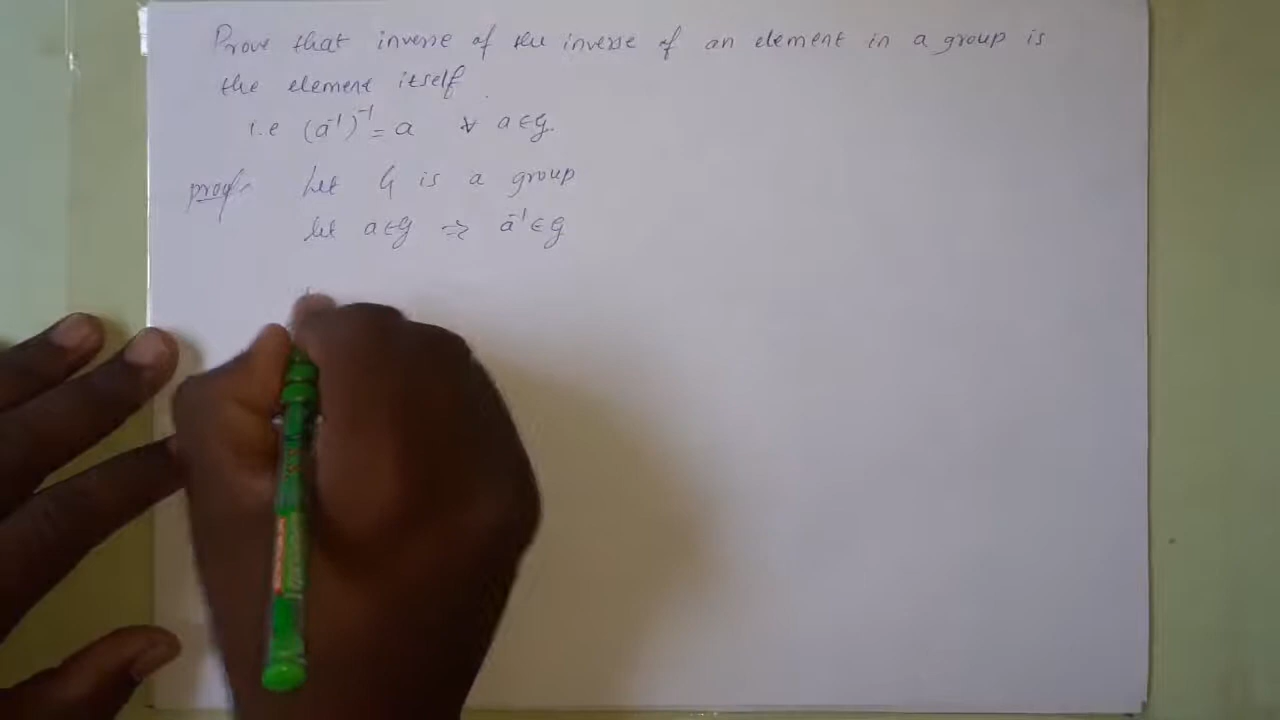 Prove that inverse of the inverse of an element in a group is
the element itself.
i.e (a⁻¹)⁻¹ = a ∀ a∈G.
proof:- Let G is a group
let a∈G ⇒ a⁻¹∈G